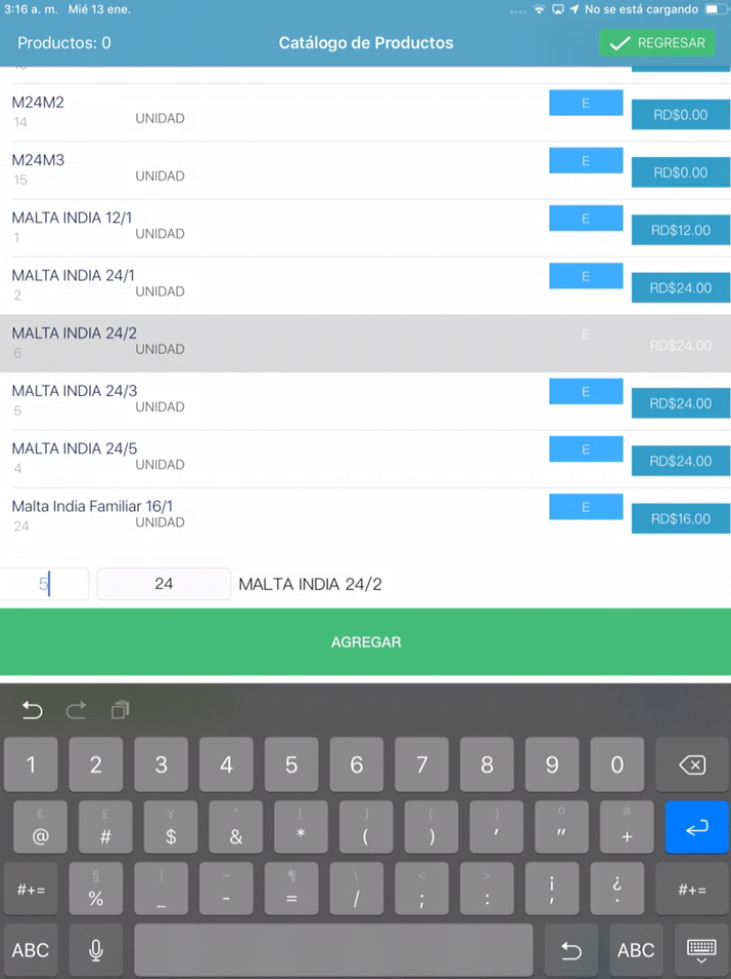 3:16 a. m. Mié 13 ene. No se está cargando
Productos: 0 Catálogo de Productos REGRESAR
M24M2 E
14 UNIDAD RD$0.00
M24M3 E
15 UNIDAD RD$0.00
MALTA INDIA 12/1 E
1 UNIDAD RD$12.00
MALTA INDIA 24/1 E
2 UNIDAD RD$24.00
MALTA INDIA 24/2 E
6 UNIDAD RD$24.00
MALTA INDIA 24/3 E
5 UNIDAD RD$24.00
MALTA INDIA 24/5 E
4 UNIDAD RD$24.00
Malta India Familiar 16/1 E
24 UNIDAD RD$16.00
5 24 MALTA INDIA 24/2
AGREGAR
1 2 3 4 5 6 7 8 9 0
€ £ ¥ ^ [ ] { } º ª
@ # $ & * ( ) ' " +
§ | ~ ¶ \ < > ¡ ¿
#+= % _ - = / ; : , . #+=
ABC ABC